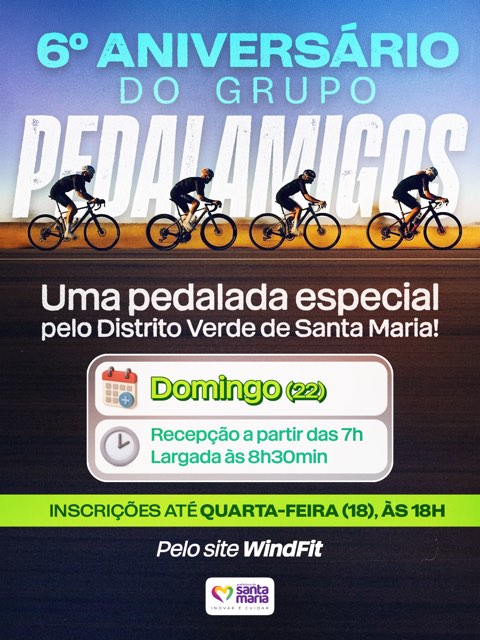 6º ANIVERSÁRIO
DO GRUPO
PEDALAMIGOS
Uma pedalada especial
pelo Distrito Verde de Santa Maria!
Domingo (22)
Recepção a partir das 7h
Largada às 8h30min
INSCRIÇÕES ATÉ QUARTA-FEIRA (18), ÀS 18H
Pelo site WindFit
santa
maria
INOVAR E CUIDAR